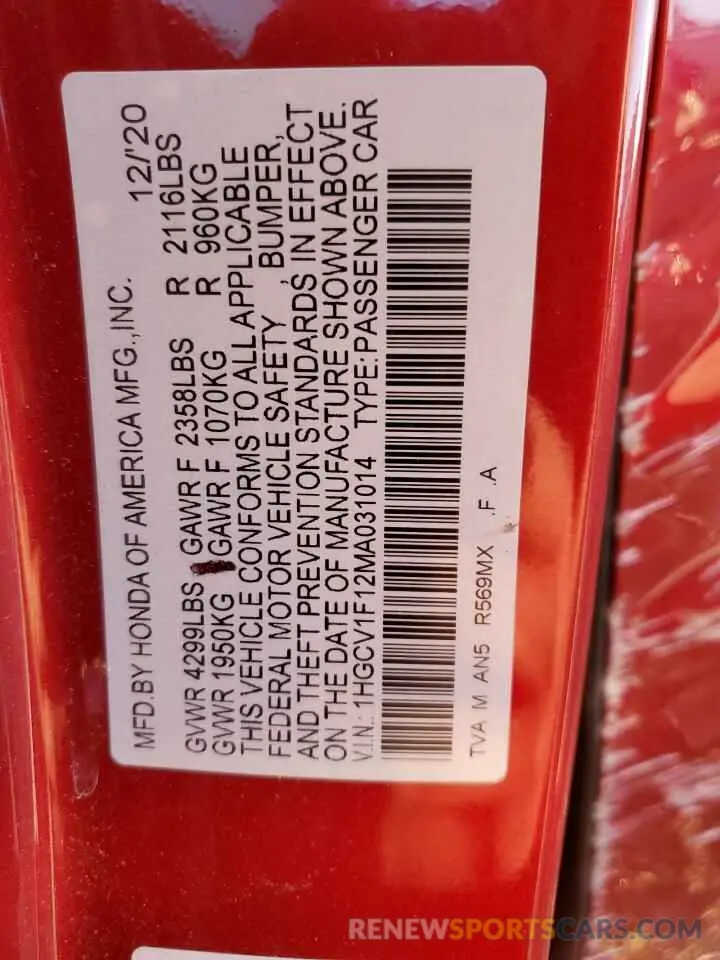 MFD.BY HONDA OF AMERICA MFG.,INC. 12/'20
GVWR 4299LBS GAWR F 2358LBS R 2116LBS
GVWR 1950KG GAWR F 1070KG R 960KG
THIS VEHICLE CONFORMS TO ALL APPLICABLE
FEDERAL MOTOR VEHICLE SAFETY , BUMPER,
AND THEFT PREVENTION STANDARDS IN EFFECT
ON THE DATE OF MANUFACTURE SHOWN ABOVE.
V.I.N.: 1HGCV1F12MA031014 TYPE: PASSENGER CAR
TVA M AN5 R569MX .F .A
RENEWSPORTSCARS.COM